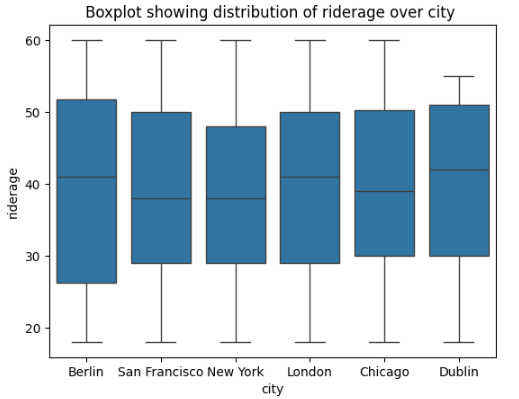 Boxplot showing distribution of riderage over city
60
50
40
30
20
riderage
Berlin San Francisco New York London Chicago Dublin
city